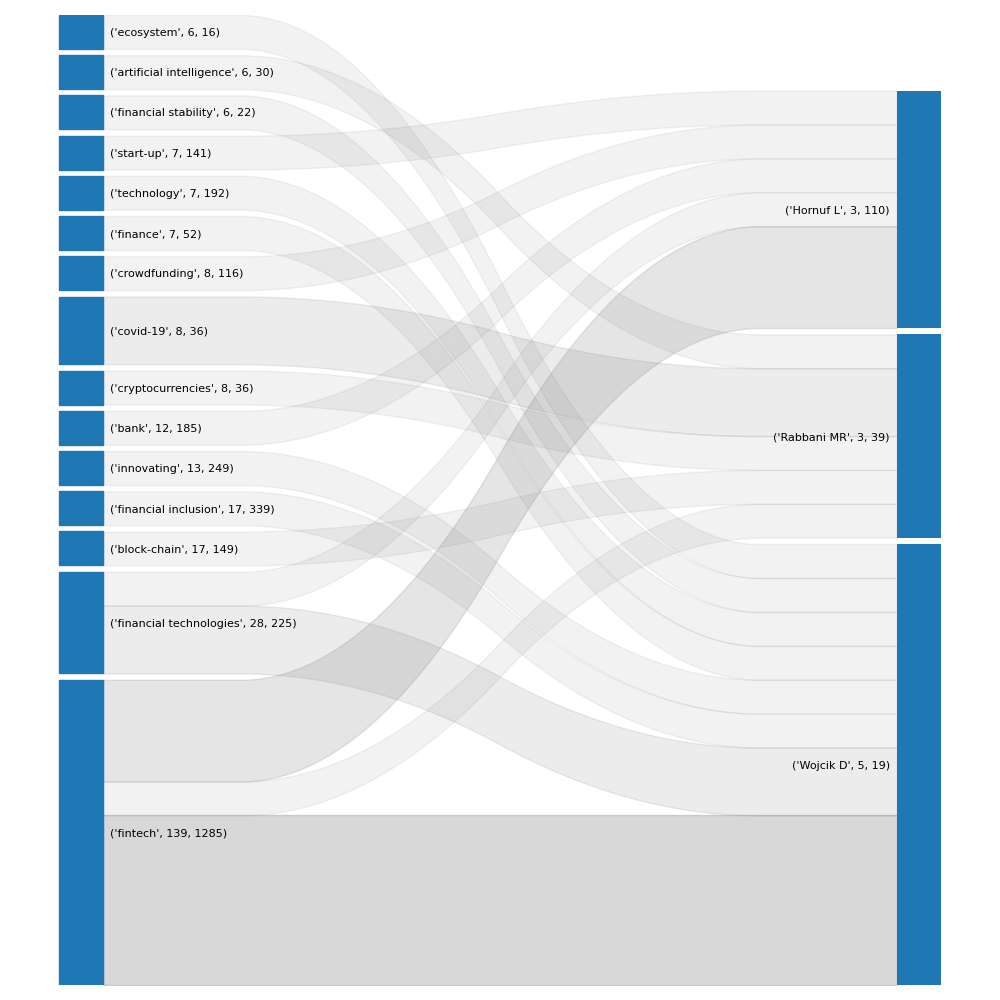 ('ecosystem', 6, 16)
('artificial intelligence', 6, 30)
('financial stability', 6, 22)
('start-up', 7, 141)
('technology', 7, 192)
('finance', 7, 52)
('crowdfunding', 8, 116)
('covid-19', 8, 36)
('cryptocurrencies', 8, 36)
('bank', 12, 185)
('innovating', 13, 249)
('financial inclusion', 17, 339)
('block-chain', 17, 149)
('financial technologies', 28, 225)
('fintech', 139, 1285)
('Hornuf L', 3, 110)
('Rabbani MR', 3, 39)
('Wojcik D', 5, 19)